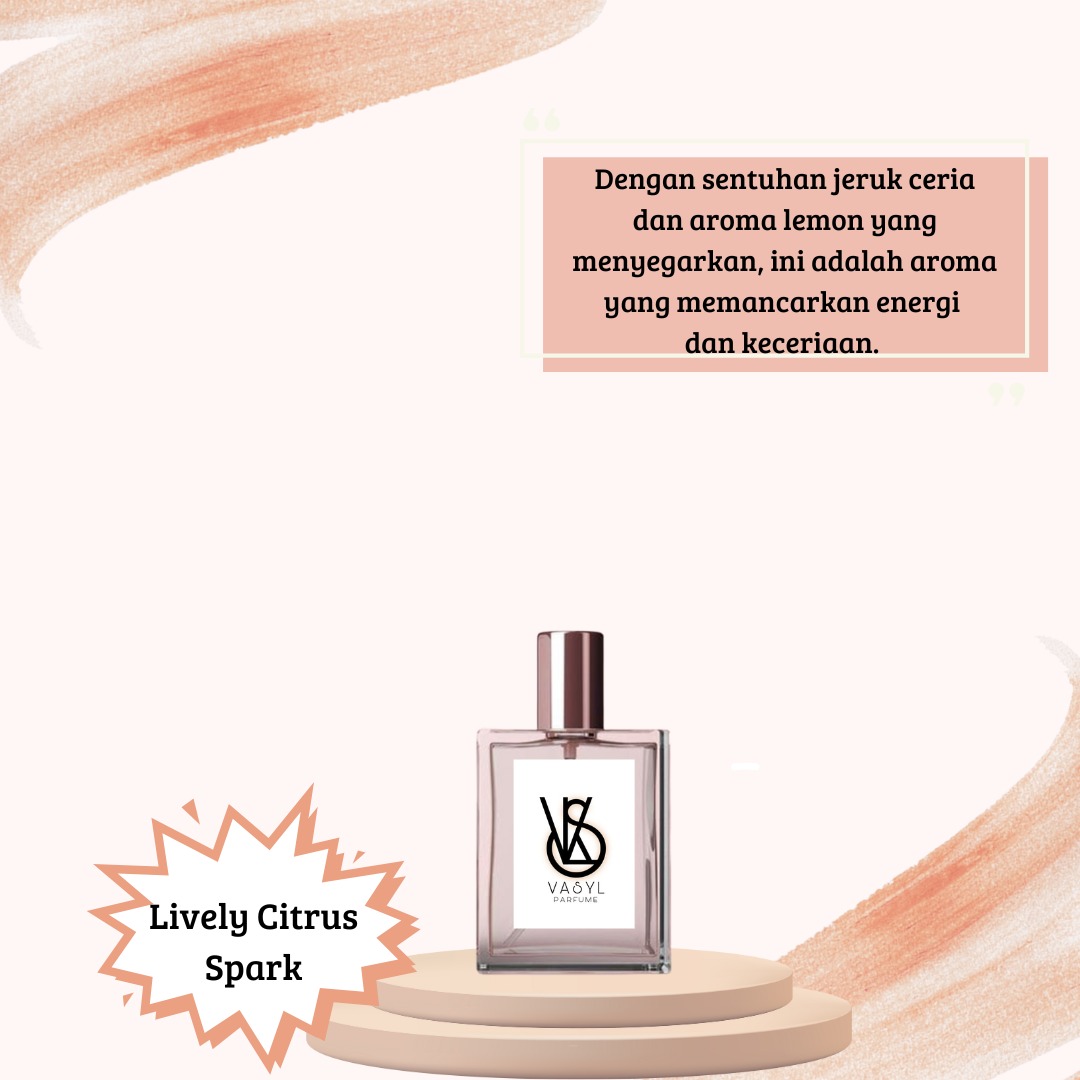 Dengan sentuhan jeruk ceria
dan aroma lemon yang
menyegarkan, ini adalah aroma
yang memancarkan energi
dan keceriaan.
VS
VASYL
PARFUME
Lively Citrus
Spark